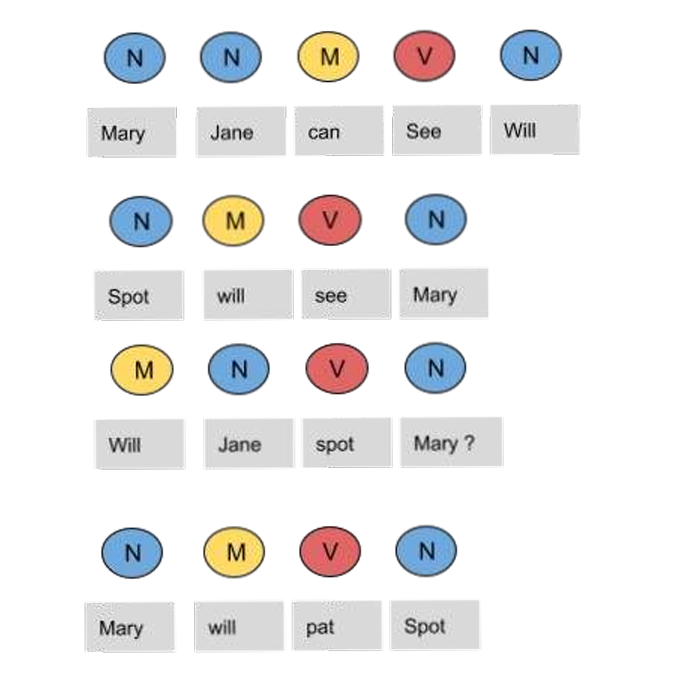 N N M V N
Mary Jane can See Will
N M V N
Spot will see Mary
M N V N
Will Jane spot Mary ?
N M V N
Mary will pat Spot